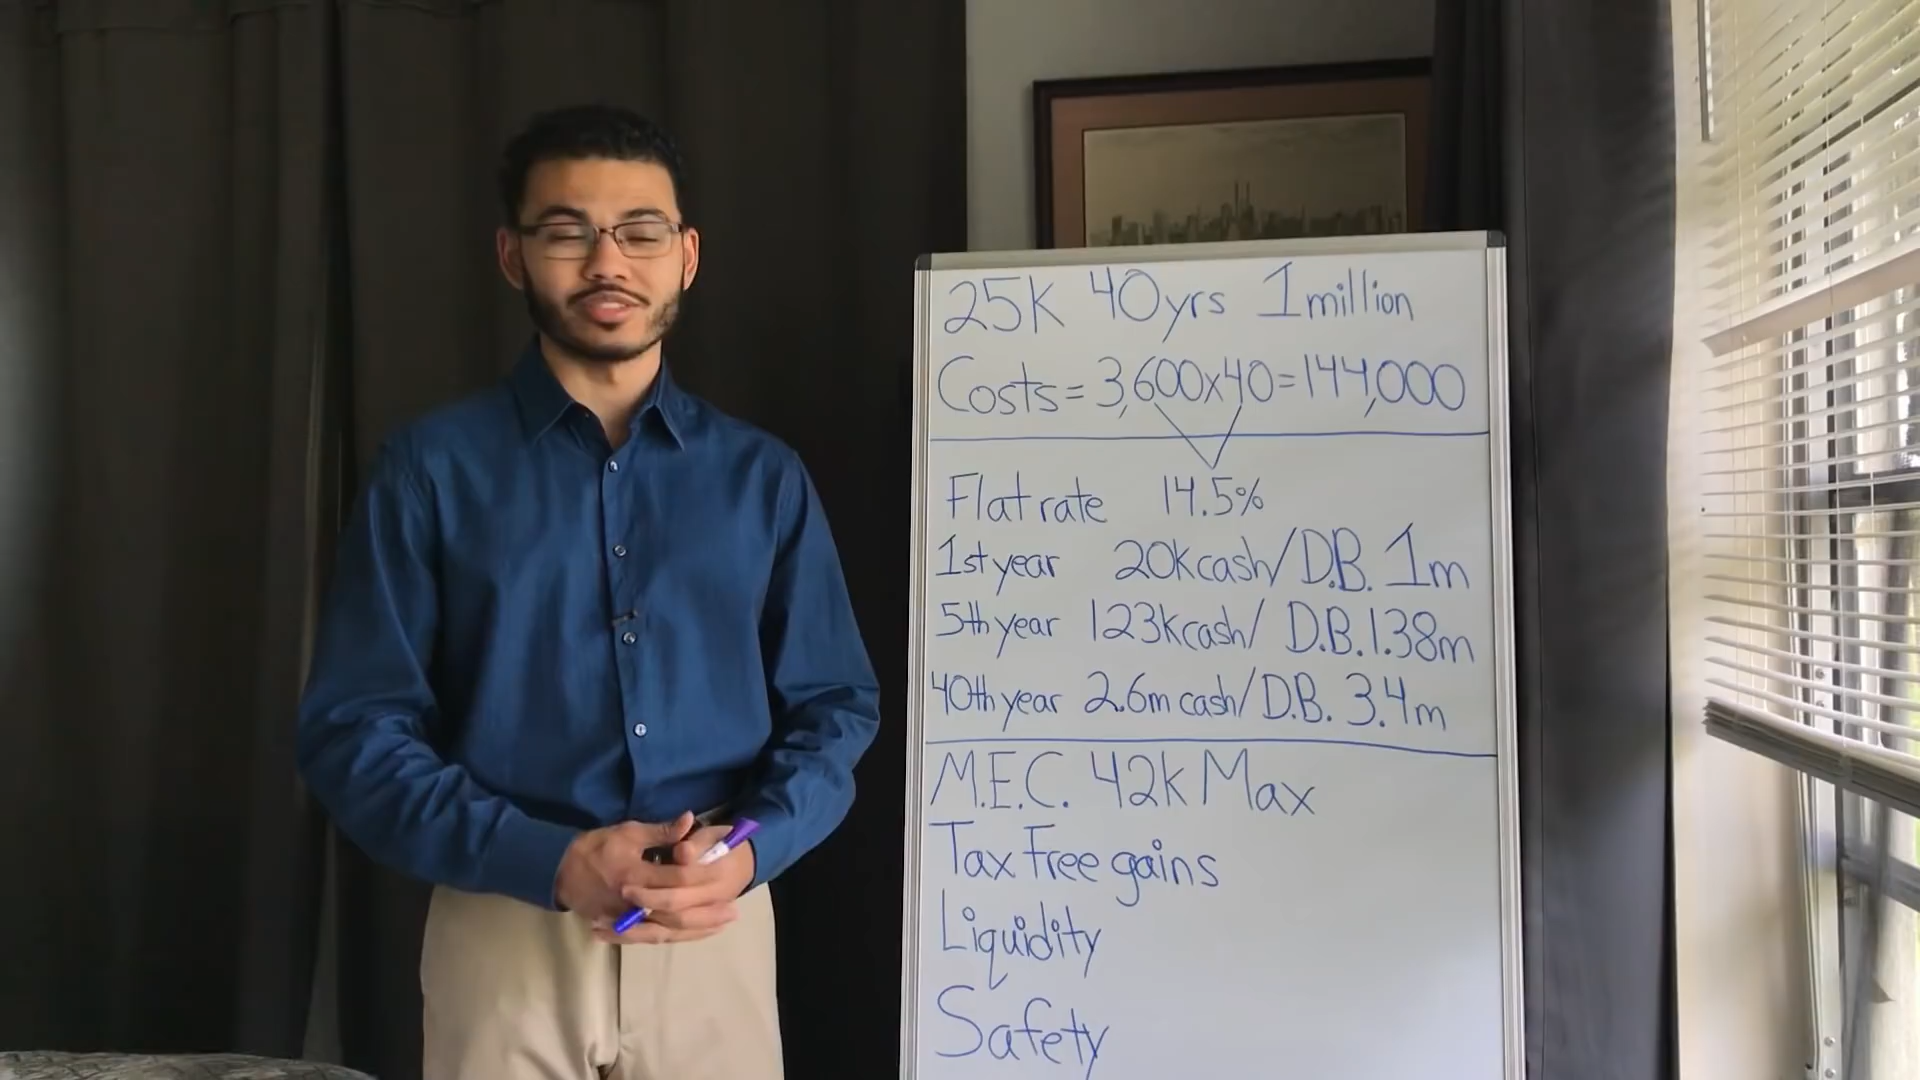 25K 40yrs 1million
Costs=3,600x40=144,000
Flat rate 14.5%
1st year 20K cash/D.B. 1m
5th year 123K cash/ D.B. 1.38m
40th year 2.6m cash/D.B. 3.4m
M.E.C. 42k Max
Tax Free gains
Liquidity
Safety